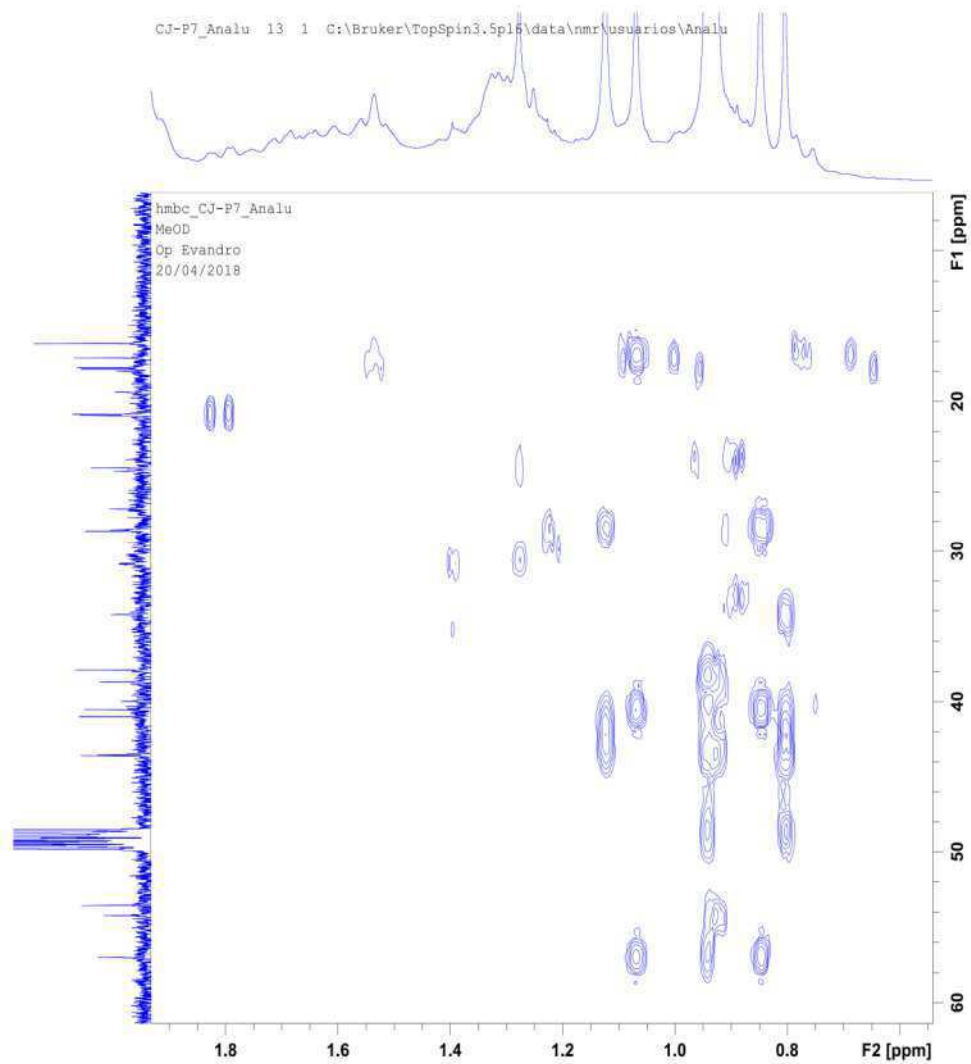 CJ-P7_Analu 13 1 C:\Bruker\TopSpin3.5pl6\data\nmr\usuarios\Analu
hmbc_CJ-P7_Analu
MeOD
Op Evandro
20/04/2018
F1 [ppm]
20
30
40
50
60
1.8
1.6
1.4
1.2
1.0
0.8
F2 [ppm]